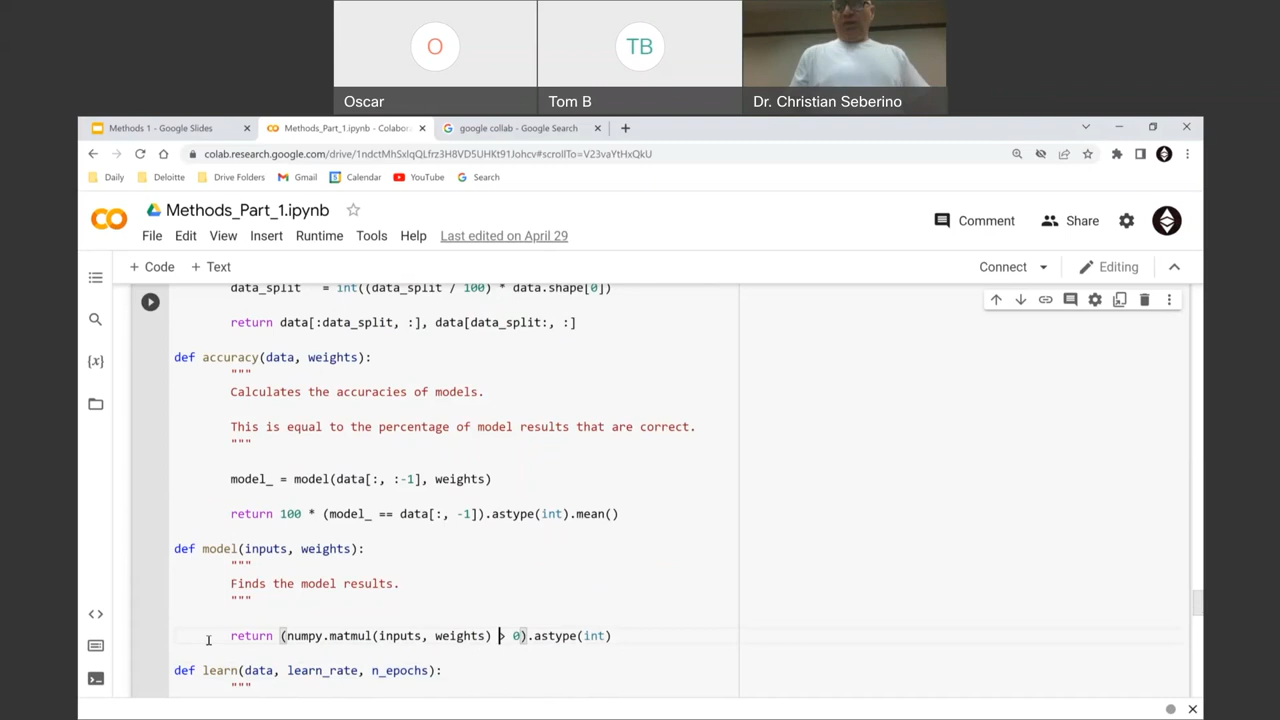 O
TB
Oscar
Tom B
Dr. Christian Seberino
Methods 1 - Google Slides
Methods_Part_1.ipynb - Colabora
google collab - Google Search
colab.research.google.com/drive/1ndctMhSxlqQLfrz3H8VD5UHKt91Johcv#scrollTo=V23vaYtHxQkU
Daily
Deloitte
Drive Folders
Gmail
Calendar
YouTube
Search
Methods_Part_1.ipynb
Comment
Share
File Edit View Insert Runtime Tools Help Last edited on April 29
+ Code + Text
Connect
Editing
data_split = int((data_split / 100) * data.shape[0])
return data[:data_split, :], data[data_split:, :]
def accuracy(data, weights):
"""
Calculates the accuracies of models.
This is equal to the percentage of model results that are correct.
"""
model_ = model(data[:, :-1], weights)
return 100 * (model_ == data[:, -1]).astype(int).mean()
def model(inputs, weights):
"""
Finds the model results.
"""
return (numpy.matmul(inputs, weights) > 0).astype(int)
def learn(data, learn_rate, n_epochs):
"""